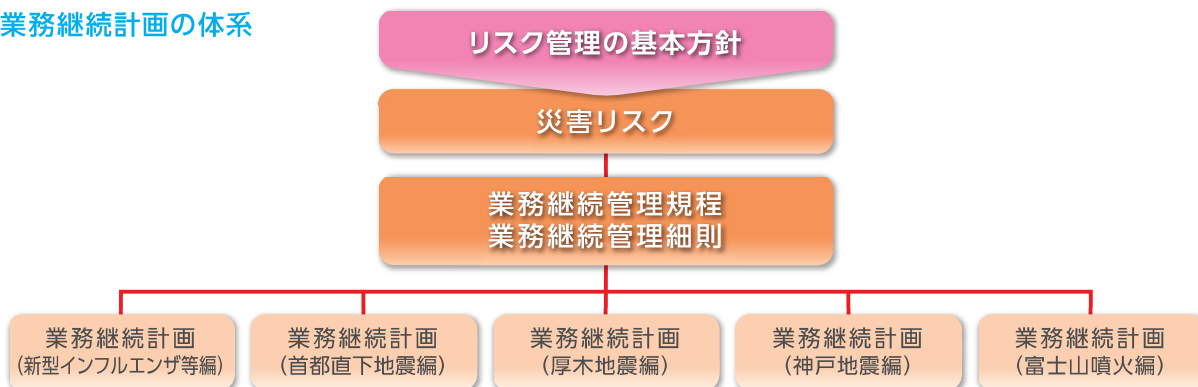 業務継続計画の体系
リスク管理の基本方針
災害リスク
業務継続管理規程
業務継続管理細則
業務継続計画
(新型インフルエンザ等編)
業務継続計画
(首都直下地震編)
業務継続計画
(厚木地震編)
業務継続計画
(神戸地震編)
業務継続計画
(富士山噴火編)